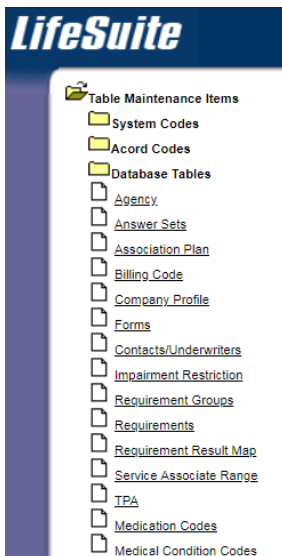 LifeSuite
Table Maintenance Items
System Codes
Acord Codes
Database Tables
Agency
Answer Sets
Association Plan
Billing Code
Company Profile
Forms
Contacts/Underwriters
Impairment Restriction
Requirement Groups
Requirements
Requirement Result Map
Service Associate Range
TPA
Medication Codes
Medical Condition Codes